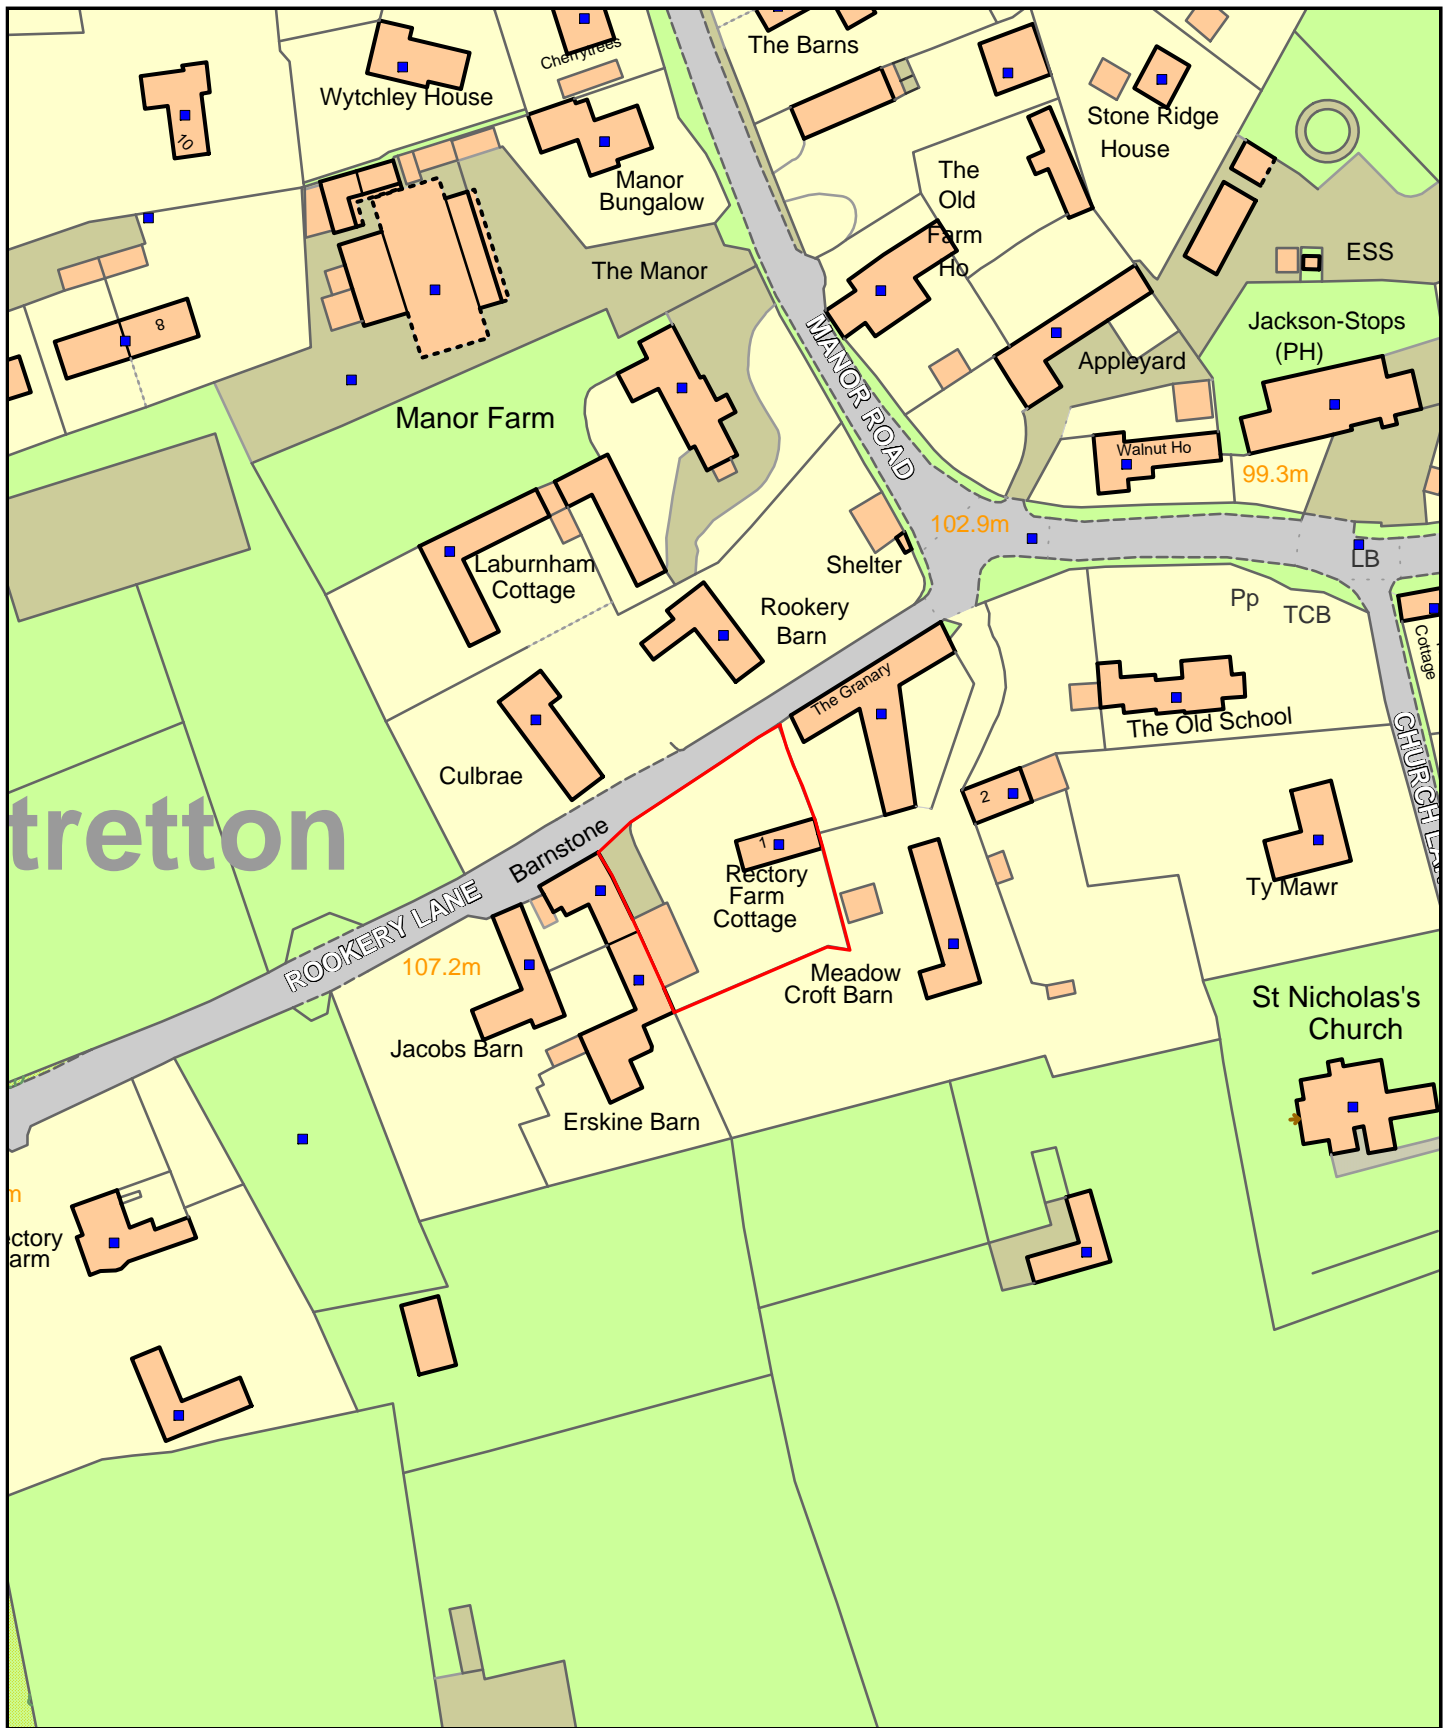 The Barns
Cherrytrees
Wytchley House
10
Stone Ridge
House
Manor
Bungalow
The
Old
Farm
Ho
The Manor
ESS
8
MANOR ROAD
Jackson-Stops
(PH)
Appleyard
Manor Farm
Walnut Ho
99.3m
102.9m
Shelter
LB
Laburnham
Cottage
Rookery
Barn
Pp
TCB
Cottage
The Granary
The Old School
CHURCH LA
Culbrae
2
tretton
Barnstone
1
Rectory
Farm
Cottage
Ty Mawr
ROOKERY LANE
107.2m
Meadow
Croft Barn
St Nicholas's
Church
Jacobs Barn
Erskine Barn
m
ectory
arm